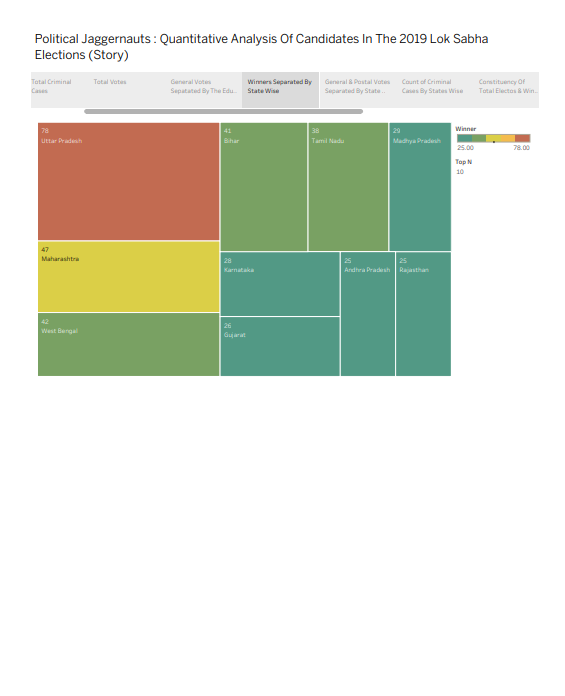 Political Jaggernauts : Quantitative Analysis Of Candidates In The 2019 Lok Sabha
Elections (Story)
Total Criminal
Cases
Total Votes
General Votes
Sepatated By The Edu...
Winners Separated By
State Wise
General & Postal Votes
Separated By State...
Count of Criminal
Cases By States Wise
Constituency Of
Total Electos & Win...
78
Uttar Pradesh
41
Bihar
38
Tamil Nadu
29
Madhya Pradesh
Winner
25.00
78.00
Top N
10
47
Maharashtra
28
Karnataka
25
Andhra Pradesh
25
Rajasthan
42
West Bengal
26
Gujarat